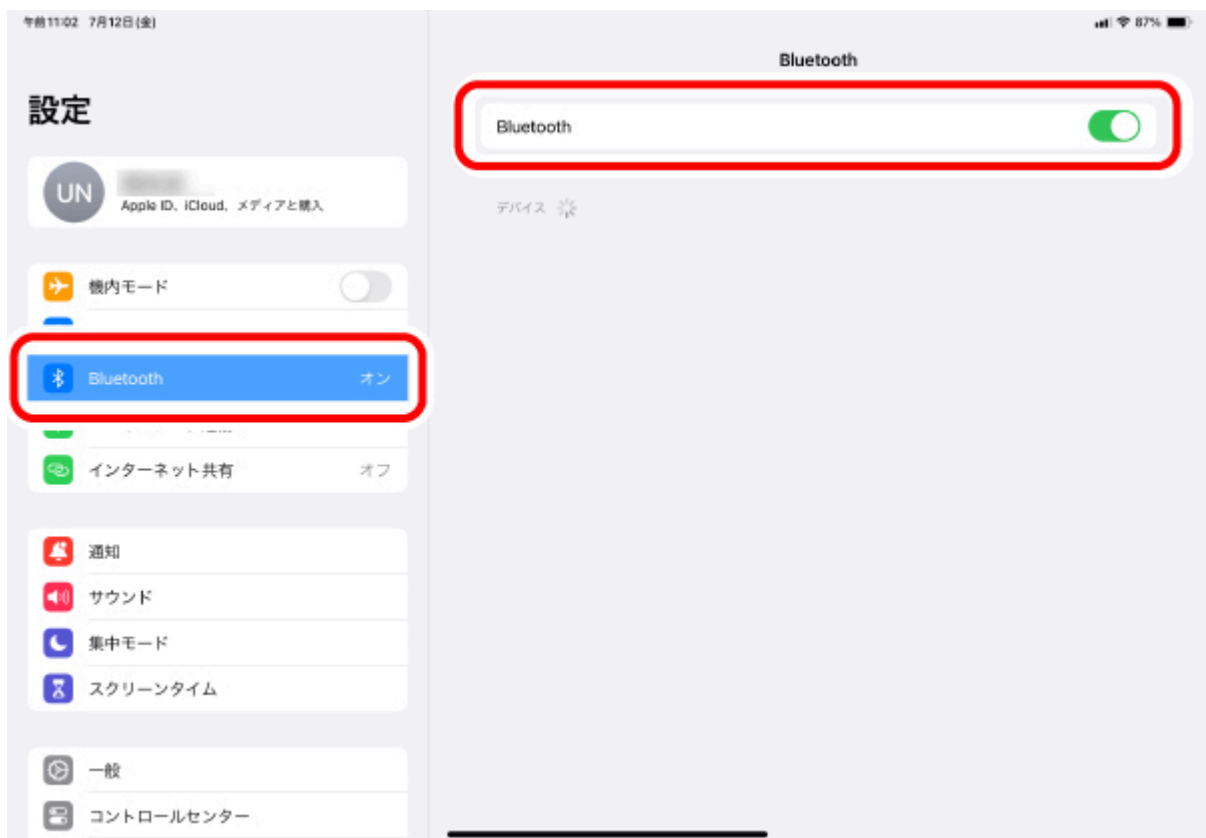 午前11:02 7月12日(金)
87%
設定
UN
Apple ID、iCloud、メディアと購入
機内モード
Bluetooth オン
インターネット共有 オフ
通知
サウンド
集中モード
スクリーンタイム
一般
コントロールセンター
Bluetooth
Bluetooth
デバイス